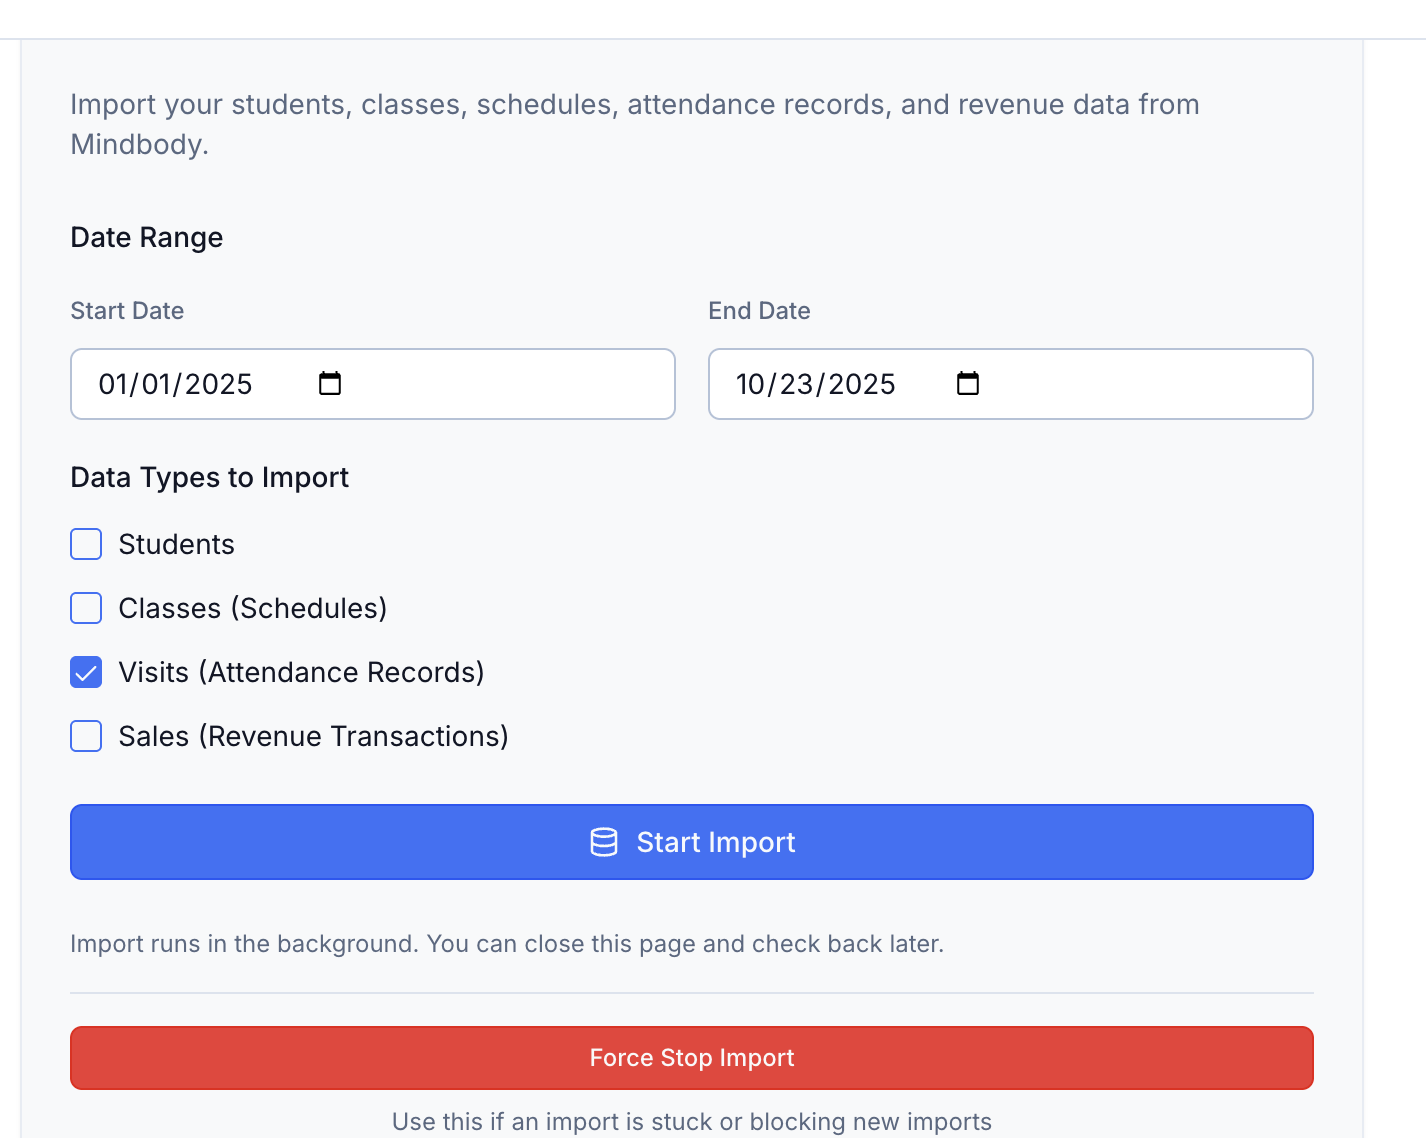 Import your students, classes, schedules, attendance records, and revenue data from
Mindbody.
Date Range
Start Date
End Date
01/01/2025
10/23/2025
Data Types to Import
Students
Classes (Schedules)
Visits (Attendance Records)
Sales (Revenue Transactions)
Start Import
Import runs in the background. You can close this page and check back later.
Force Stop Import
Use this if an import is stuck or blocking new imports